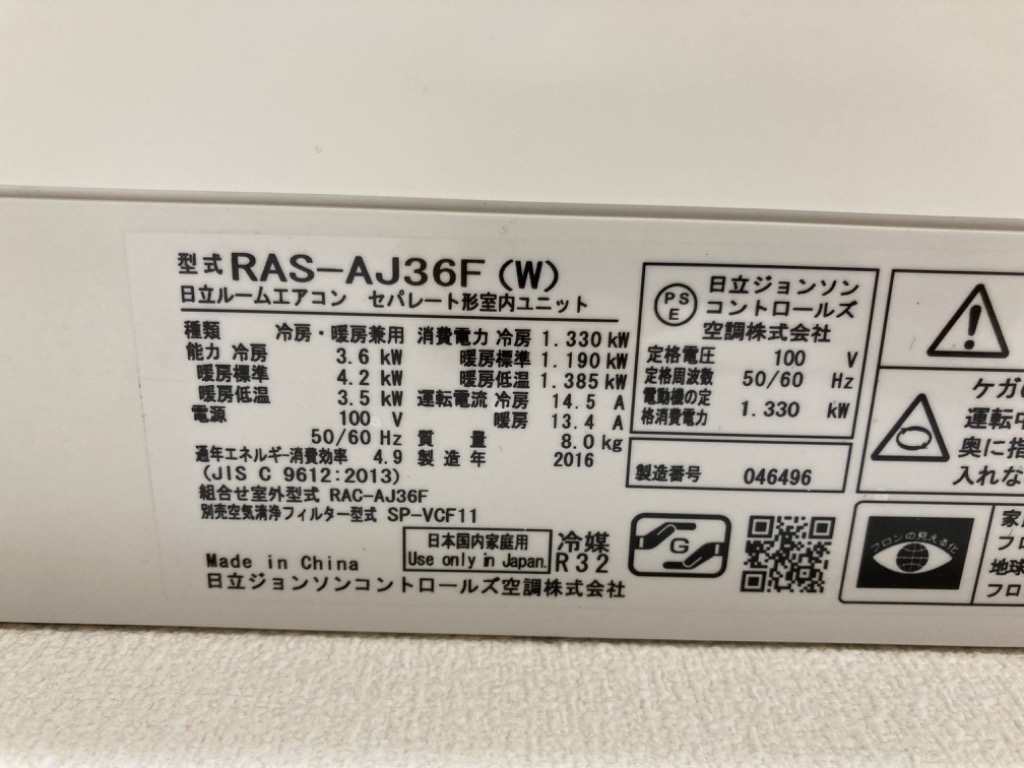 型式 RAS-AJ36F (W)
日立ルームエアコン セパレート形室内ユニット
種類 冷房・暖房兼用
能力 冷房 3.6 kW
暖房標準 4.2 kW
暖房低温 3.5 kW
電源 100 V
50/60 Hz
通年エネルギー消費効率 4.9
(JIS C 9612:2013)
消費電力 冷房 1.330 kW
暖房標準 1.190 kW
暖房低温 1.385 kW
運転電流 冷房 14.5 A
暖房 13.4 A
質量 8.0 kg
製造年 2016
組合せ室外型式 RAC-AJ36F
別売空気清浄フィルター型式 SP-VCF11
Made in China
日本国内家庭用
Use only in Japan.
冷媒
R32
日立ジョンソンコントロールズ空調株式会社
PS
E
日立ジョンソン
コントロールズ
空調株式会社
定格電圧 100 V
定格周波数 50/60 Hz
電動機の定
格消費電力 1.330 kW
製造番号 046496
G
フロンの見える化
ケガの
運転中
奥に指
入れな
家庭
フロ
地球
フロ